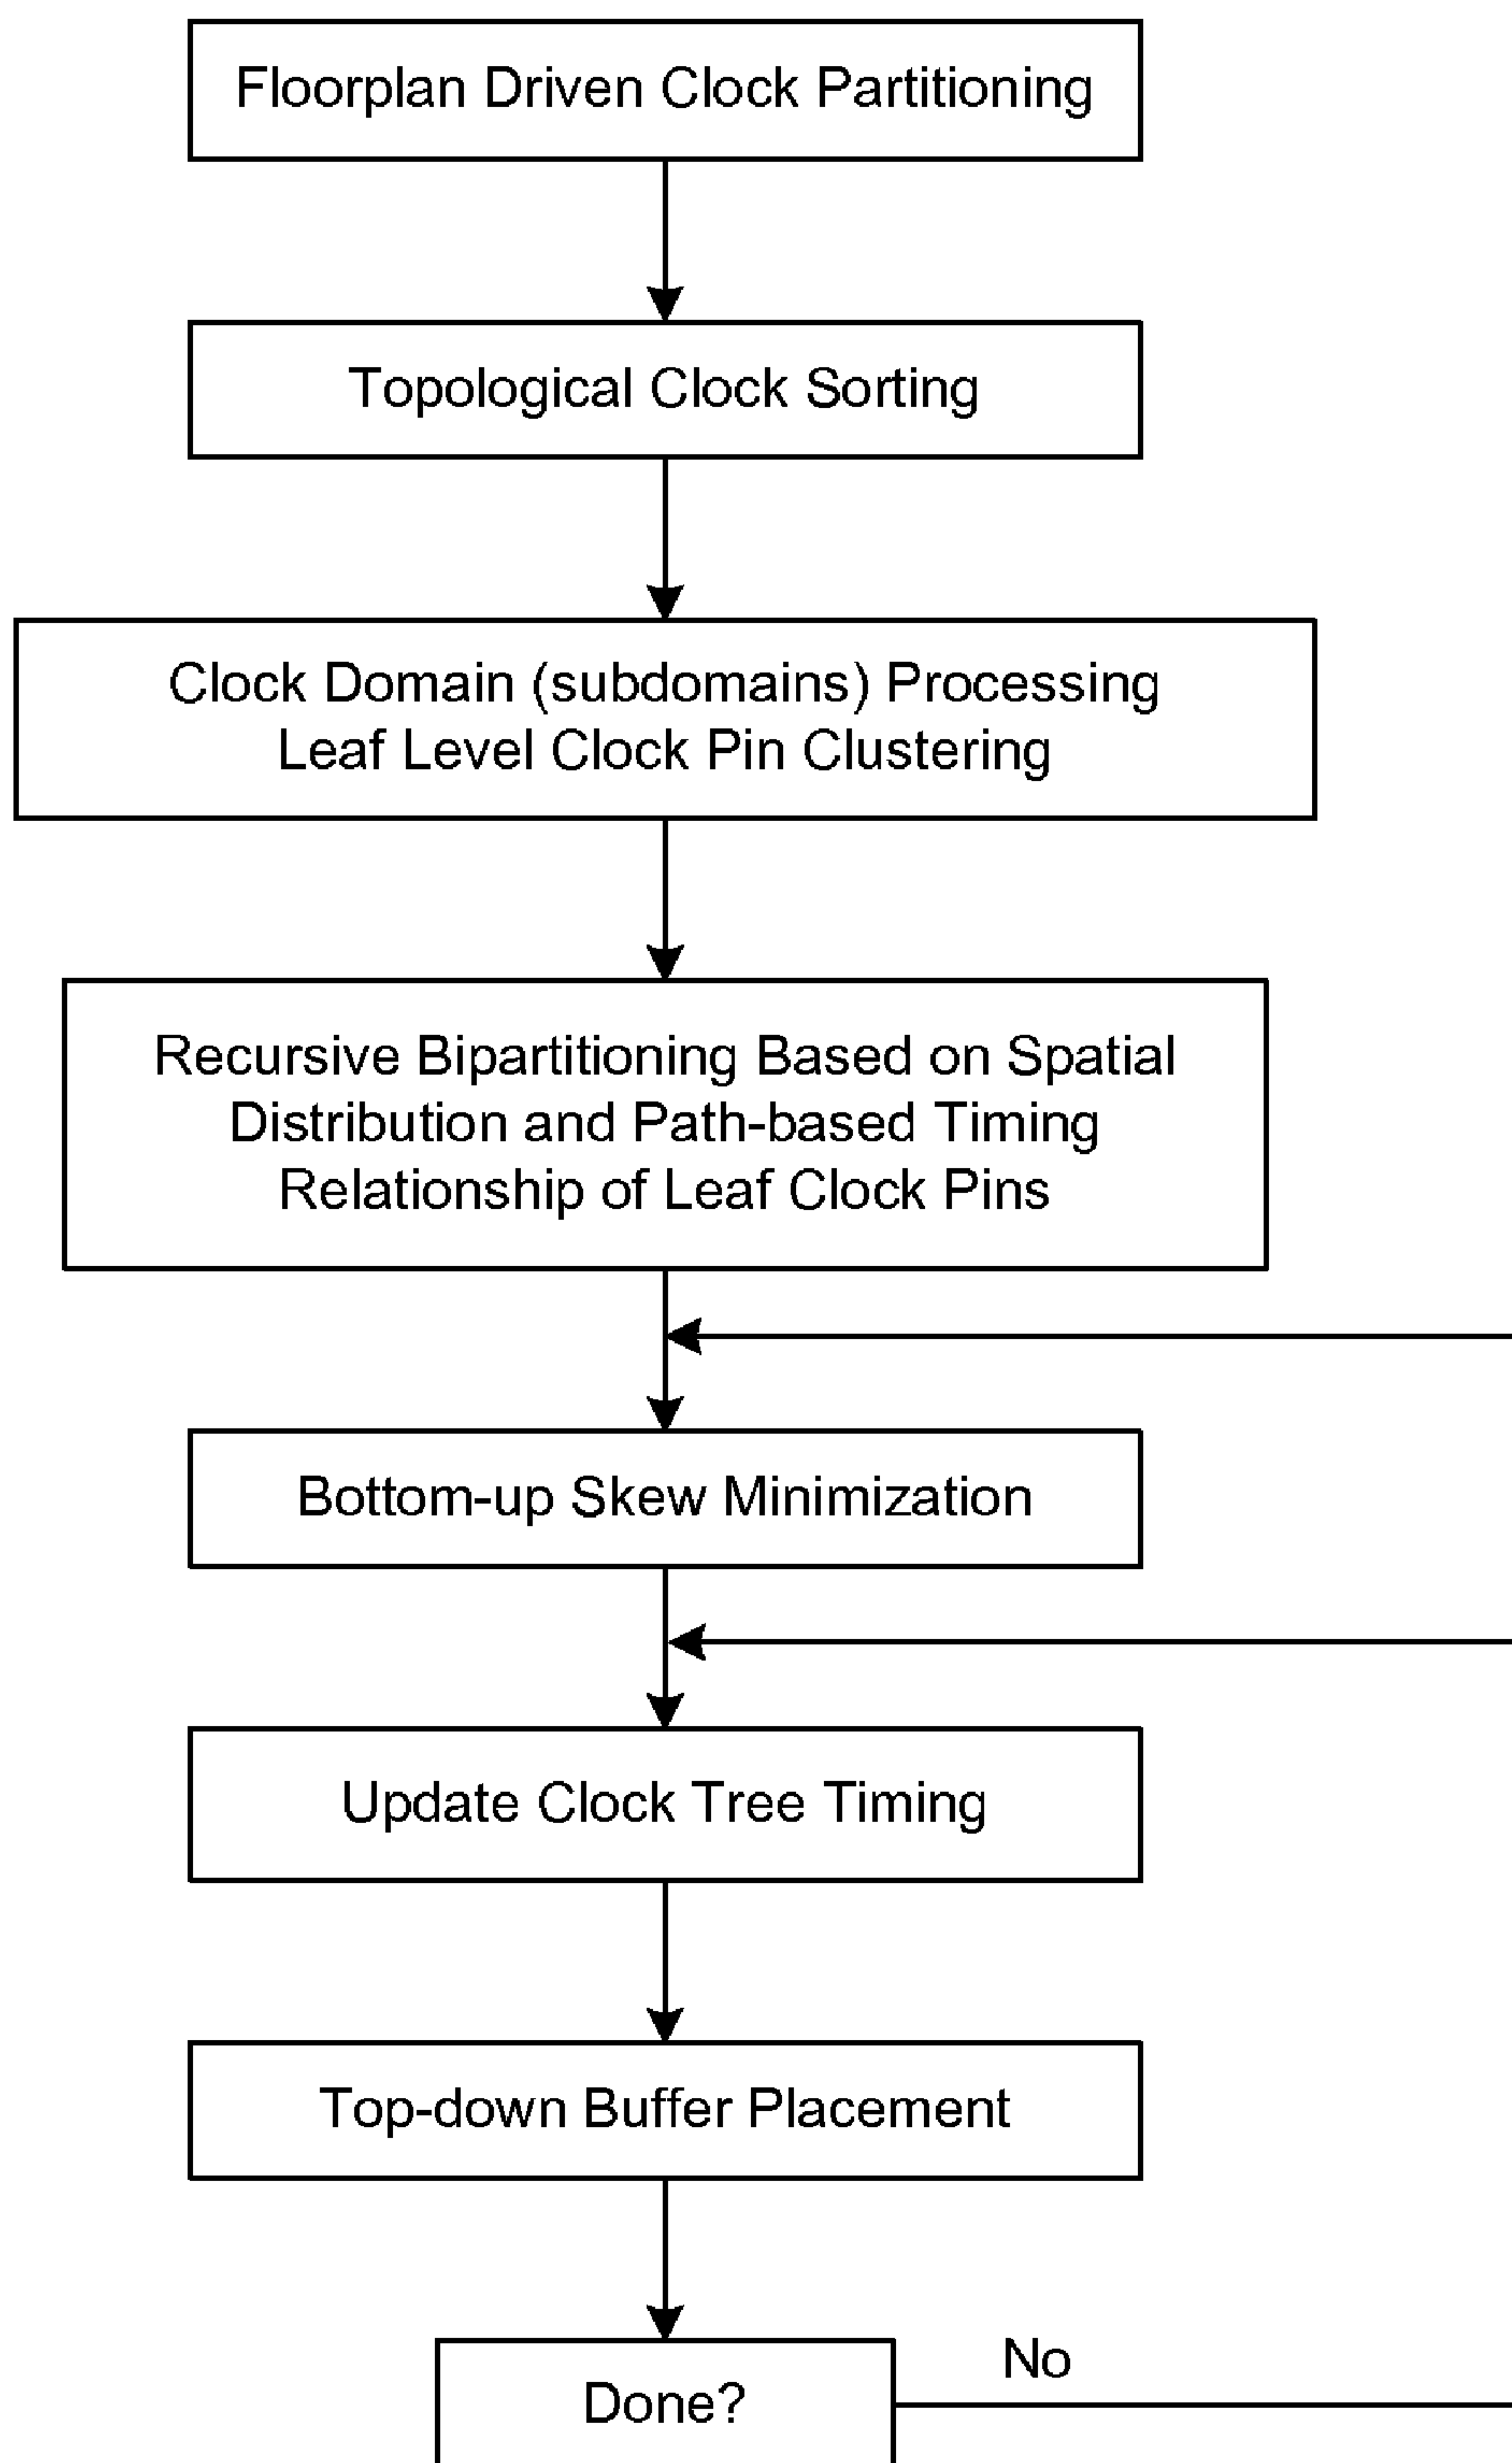 Floorplan Driven Clock Partitioning
Topological Clock Sorting
Clock Domain (subdomains) Processing
Leaf Level Clock Pin Clustering
Recursive Bipartitioning Based on Spatial
Distribution and Path-based Timing
Relationship of Leaf Clock Pins
Bottom-up Skew Minimization
Update Clock Tree Timing
Top-down Buffer Placement
No
Done?